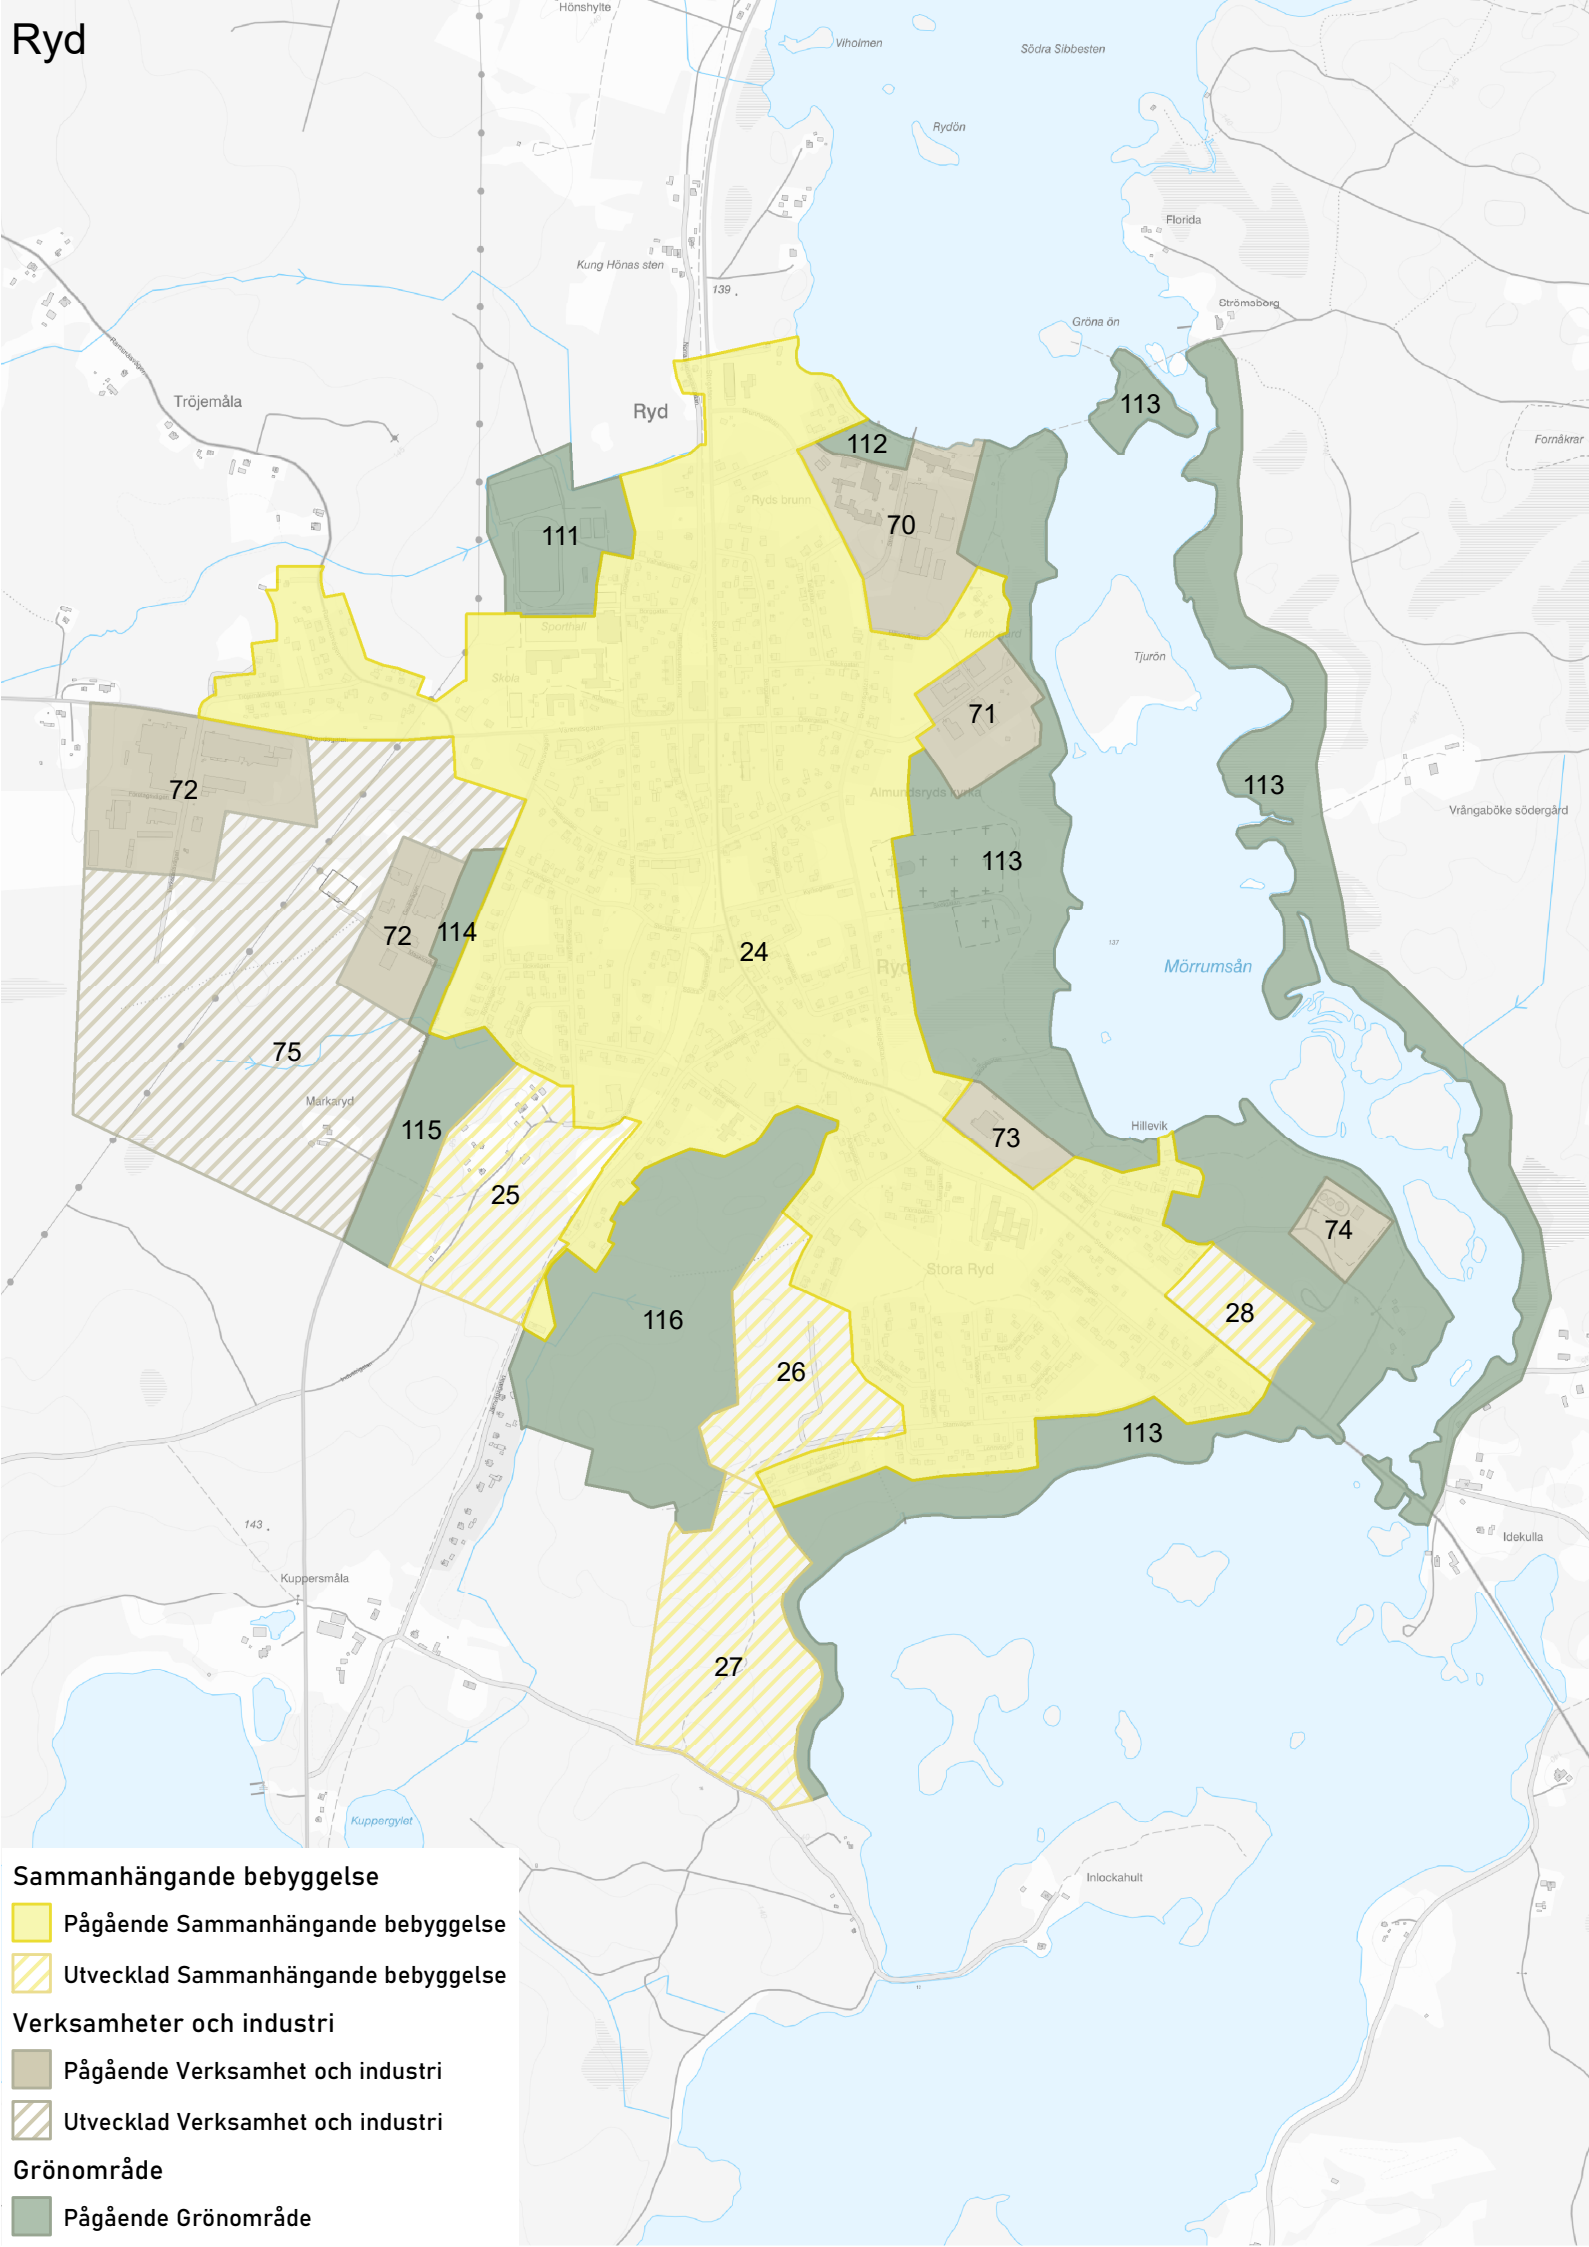 Ryd
Hönshylte
Viholmen
Södra Sibbesten
Rydön
Florida
Kung Hönas sten
139
Strömsborg
Gröna ön
Tröjemåla
Ryd
113
112
Fornåkrar
Ryds brunn
70
111
Sporthall
Hembygård
Tjurön
Skola
71
72
113
Almundsryds kyrka
Vrångaböke södergård
113
72
114
24
Ryd
137
Mörrumsån
75
Markaryd
115
Hillevik
73
25
74
Stora Ryd
28
116
26
113
143
Idekulla
Kuppersmåla
27
Kuppergylet
Inlockahult
Sammanhängande bebyggelse
Pågående Sammanhängande bebyggelse
Utvecklad Sammanhängande bebyggelse
Verksamheter och industri
Pågående Verksamhet och industri
Utvecklad Verksamhet och industri
Grönområde
Pågående Grönområde